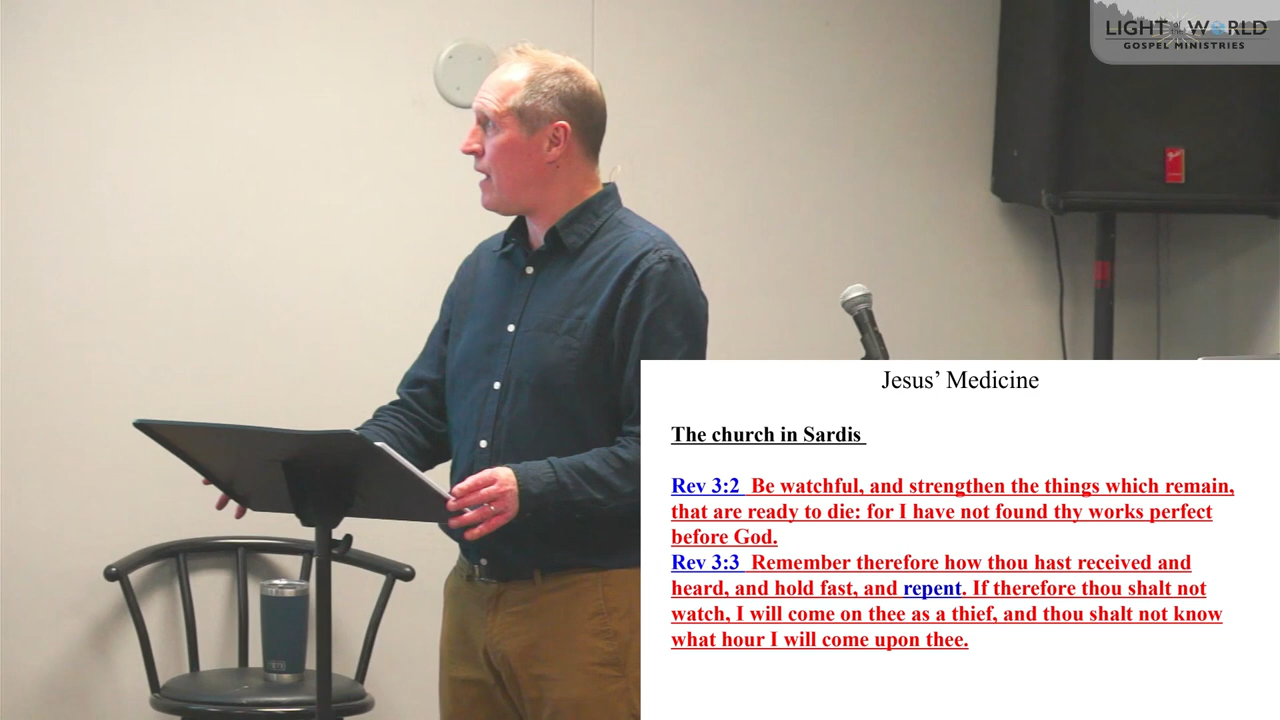 LIGHT of the WORLD
GOSPEL MINISTRIES
Jesus’ Medicine
The church in Sardis
Rev 3:2 Be watchful, and strengthen the things which remain,
that are ready to die: for I have not found thy works perfect
before God.
Rev 3:3 Remember therefore how thou hast received and
heard, and hold fast, and repent. If therefore thou shalt not
watch, I will come on thee as a thief, and thou shalt not know
what hour I will come upon thee.
YETI